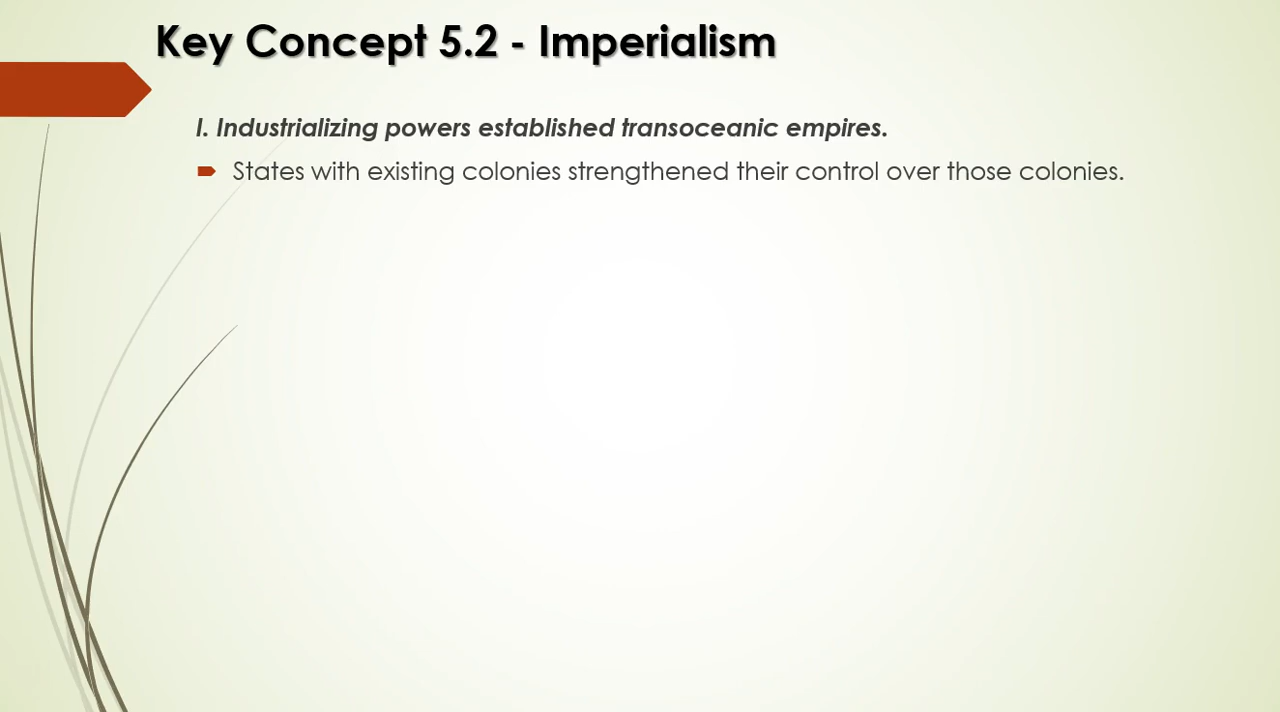 Key Concept 5.2 - Imperialism
I. Industrializing powers established transoceanic empires.
States with existing colonies strengthened their control over those colonies.